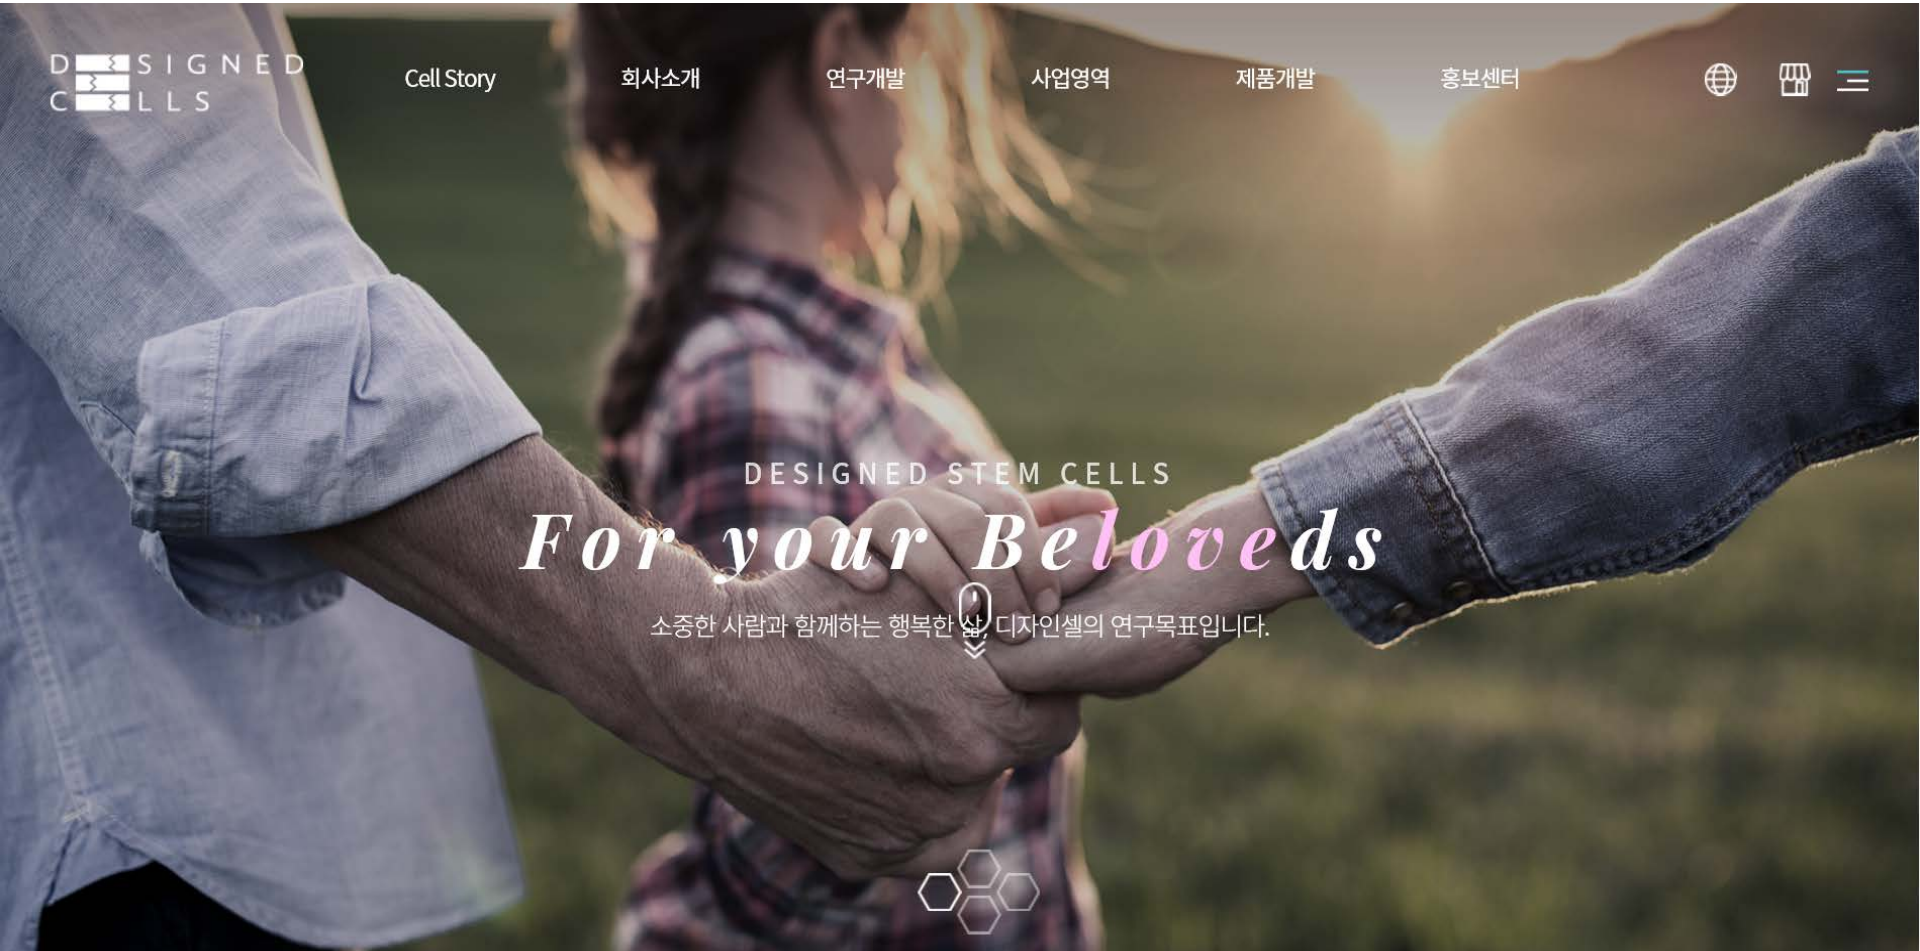 DESIGNED
CELLS
Cell Story
회사소개
연구개발
사업영역
제품개발
홍보센터
DESIGNED STEM CELLS
For your Beloveds
소중한 사람과 함께하는 행복한 삶, 디자인셀의 연구목표입니다.